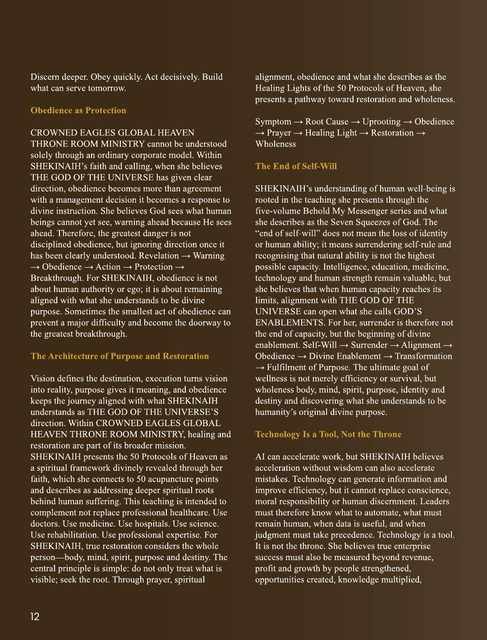 Discern deeper. Obey quickly. Act decisively. Build
what can serve tomorrow.
Obedience as Protection
CROWNED EAGLES GLOBAL HEAVEN
THRONE ROOM MINISTRY cannot be understood
solely through an ordinary corporate model. Within
SHEKINAIH's faith and calling, when she believes
THE GOD OF THE UNIVERSE has given clear
direction, obedience becomes more than agreement
with a management decision it becomes a response to
divine instruction. She believes God sees what human
beings cannot yet see, warning ahead because He sees
ahead. Therefore, the greatest danger is not
disciplined obedience, but ignoring direction once it
has been clearly understood. Revelation → Warning
→ Obedience → Action → Protection →
Breakthrough. For SHEKINAIH, obedience is not
about human authority or ego; it is about remaining
aligned with what she understands to be divine
purpose. Sometimes the smallest act of obedience can
prevent a major difficulty and become the doorway to
the greatest breakthrough.
The Architecture of Purpose and Restoration
Vision defines the destination, execution turns vision
into reality, purpose gives it meaning, and obedience
keeps the journey aligned with what SHEKINAIH
understands as THE GOD OF THE UNIVERSE'S
direction. Within CROWNED EAGLES GLOBAL
HEAVEN THRONE ROOM MINISTRY, healing and
restoration are part of its broader mission.
SHEKINAIH presents the 50 Protocols of Heaven as
a spiritual framework divinely revealed through her
faith, which she connects to 50 acupuncture points
and describes as addressing deeper spiritual roots
behind human suffering. This teaching is intended to
complement not replace professional healthcare. Use
doctors. Use medicine. Use hospitals. Use science.
Use rehabilitation. Use professional expertise. For
SHEKINAIH, true restoration considers the whole
person—body, mind, spirit, purpose and destiny. The
central principle is simple: do not only treat what is
visible; seek the root. Through prayer, spiritual
alignment, obedience and what she describes as the
Healing Lights of the 50 Protocols of Heaven, she
presents a pathway toward restoration and wholeness.
Symptom → Root Cause → Uprooting → Obedience
→ Prayer → Healing Light → Restoration →
Wholeness
The End of Self-Will
SHEKINAIH's understanding of human well-being is
rooted in the teaching she presents through the
five-volume Behold My Messenger series and what
she describes as the Seven Squeezes of God. The
"end of self-will" does not mean the loss of identity
or human ability; it means surrendering self-rule and
recognising that natural ability is not the highest
possible capacity. Intelligence, education, medicine,
technology and human strength remain valuable, but
she believes that when human capacity reaches its
limits, alignment with THE GOD OF THE
UNIVERSE can open what she calls GOD'S
ENABLEMENTS. For her, surrender is therefore not
the end of capacity, but the beginning of divine
enablement. Self-Will → Surrender → Alignment →
Obedience → Divine Enablement → Transformation
→ Fulfilment of Purpose. The ultimate goal of
wellness is not merely efficiency or survival, but
wholeness body, mind, spirit, purpose, identity and
destiny and discovering what she understands to be
humanity's original divine purpose.
Technology Is a Tool, Not the Throne
AI can accelerate work, but SHEKINAIH believes
acceleration without wisdom can also accelerate
mistakes. Technology can generate information and
improve efficiency, but it cannot replace conscience,
moral responsibility or human discernment. Leaders
must therefore know what to automate, what must
remain human, when data is useful, and when
judgment must take precedence. Technology is a tool.
It is not the throne. She believes true enterprise
success must also be measured beyond revenue,
profit and growth by people strengthened,
opportunities created, knowledge multiplied,
12